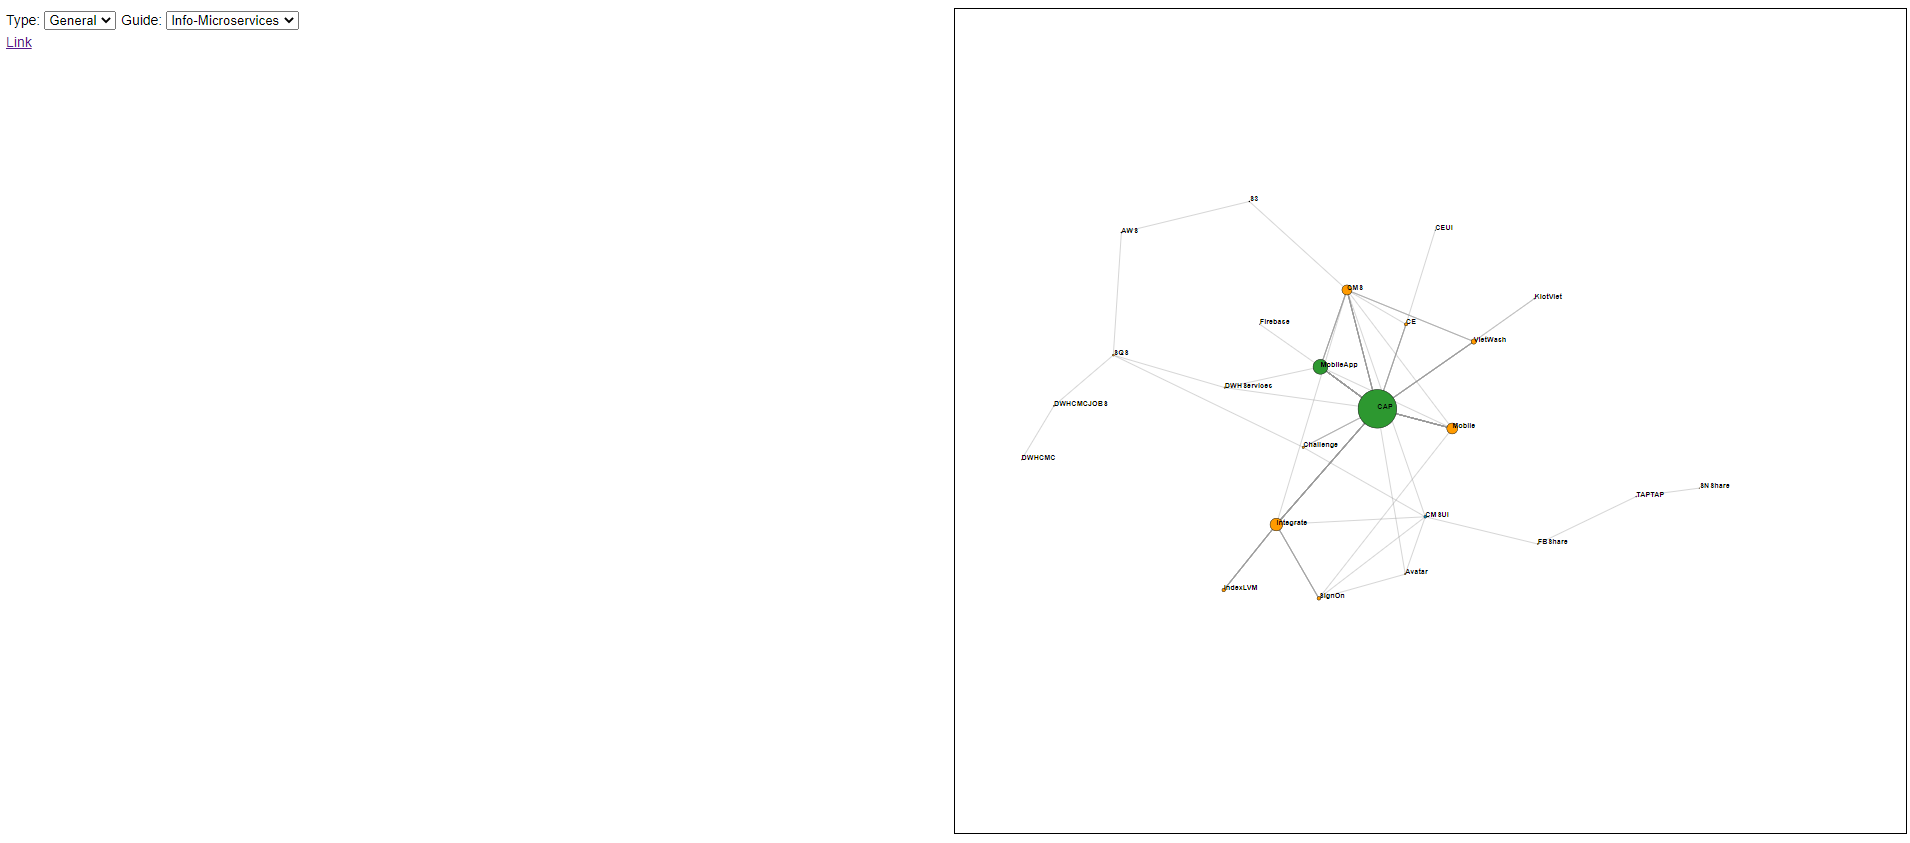 Type: General Guide: Info-Microservices
Link
S3
CEUI
AWS
CMS
KiotViet
Firebase
CE
VietWash
SQS
MobileApp
DWHServices
DWHCMCJOBS
CAP
Mobile
Challenge
DWHCMC
SNShare
TAPTAP
CMSUI
Integrate
FBShare
Avatar
IndexLVM
SignOn